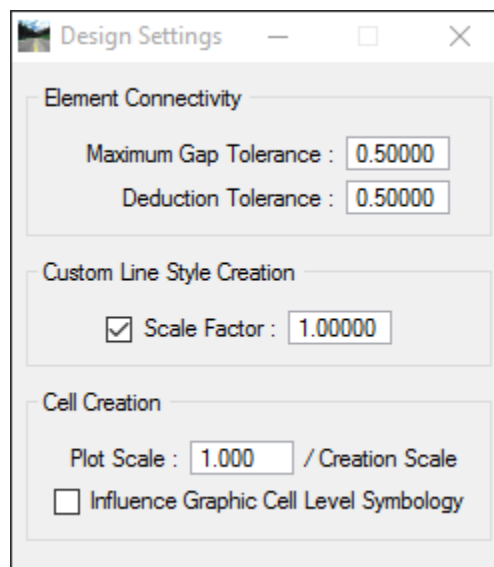 Design Settings
Element Connectivity
Maximum Gap Tolerance : 0.50000
Deduction Tolerance : 0.50000
Custom Line Style Creation
Scale Factor : 1.00000
Cell Creation
Plot Scale : 1.000 / Creation Scale
Influence Graphic Cell Level Symbology